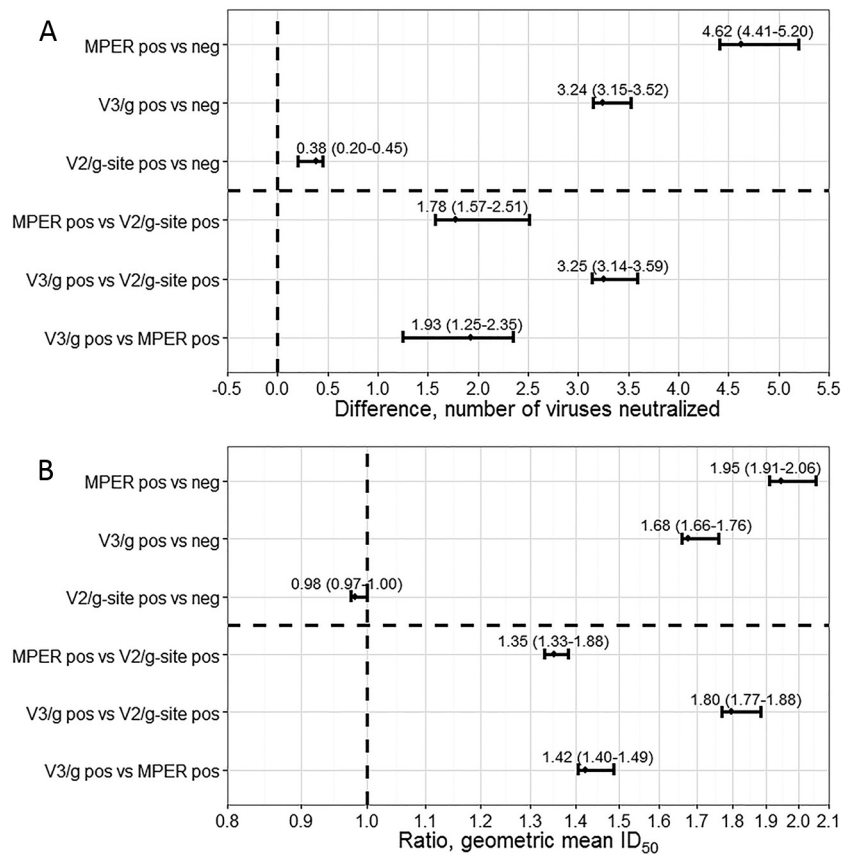 A
MPER pos vs neg
4.62 (4.41-5.20)
V3/g pos vs neg
3.24 (3.15-3.52)
V2/g-site pos vs neg
0.38 (0.20-0.45)
MPER pos vs V2/g-site pos
1.78 (1.57-2.51)
V3/g pos vs V2/g-site pos
3.25 (3.14-3.59)
V3/g pos vs MPER pos
1.93 (1.25-2.35)
-0.5 0.0 0.5 1.0 1.5 2.0 2.5 3.0 3.5 4.0 4.5 5.0 5.5
Difference, number of viruses neutralized
B
MPER pos vs neg
1.95 (1.91-2.06)
V3/g pos vs neg
1.68 (1.66-1.76)
V2/g-site pos vs neg
0.98 (0.97-1.00)
MPER pos vs V2/g-site pos
1.35 (1.33-1.88)
V3/g pos vs V2/g-site pos
1.80 (1.77-1.88)
V3/g pos vs MPER pos
1.42 (1.40-1.49)
0.8 0.9 1.0 1.1 1.2 1.3 1.4 1.5 1.6 1.7 1.8 1.9 2.0 2.1
Ratio, geometric mean ID50